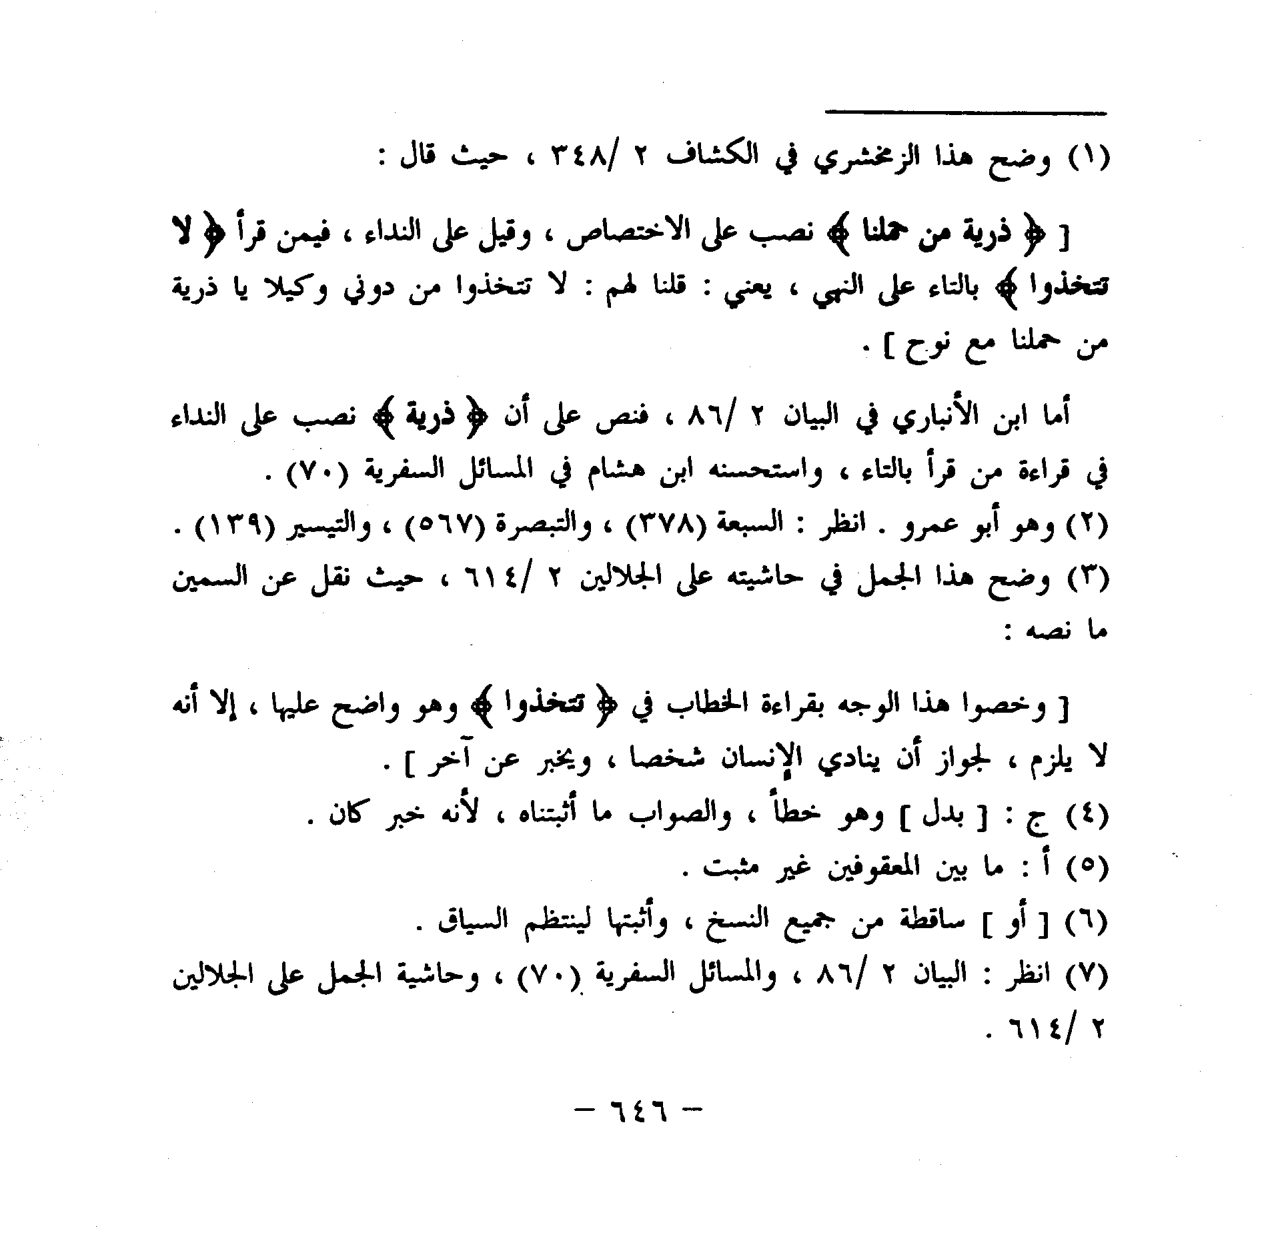 (١) وضح هذا الزمخشري في الكشاف ٢ /٣٤٨ ، حيث قال :
[ ﴿ ذرية من حملنا ﴾ نصب على الاختصاص ، وقيل على النداء ، فيمن قرأ ﴿ لا
تتخذوا ﴾ بالتاء على النهي ، يعني : قلنا لهم : لا تتخذوا من دوني وكيلا يا ذرية
من حملنا مع نوح ] .
أما ابن الأنباري في البيان ٢ /٨٦ ، فنص على أن ﴿ ذرية ﴾ نصب على النداء
في قراءة من قرأ بالتاء ، واستحسنه ابن هشام في المسائل السفرية (٧٠) .
(٢) وهو أبو عمرو . انظر : السبعة (٣٧٨) ، والتبصرة (٥٦٧) ، والتيسير (١٣٩) .
(٣) وضح هذا الجمل في حاشيته على الجلالين ٢ /٦١٤ ، حيث نقل عن السمين
ما نصه :
[ وخصوا هذا الوجه بقراءة الخطاب في ﴿ تتخذوا ﴾ وهو واضح عليها ، إلا أنه
لا يلزم ، لجواز أن ينادي الإنسان شخصا ، ويخبر عن آخر ] .
(٤) ج : [ بدل ] وهو خطأ ، والصواب ما أثبتناه ، لأنه خبر كان .
(٥) أ : ما بين المعقوفين غير مثبت .
(٦) [ أو ] ساقطة من جميع النسخ ، وأثبتها لينتظم السياق .
(٧) انظر : البيان ٢ /٨٦ ، والمسائل السفرية (٧٠) ، وحاشية الجمل على الجلالين
٢ /٦١٤ .
– ٦٤٦ –